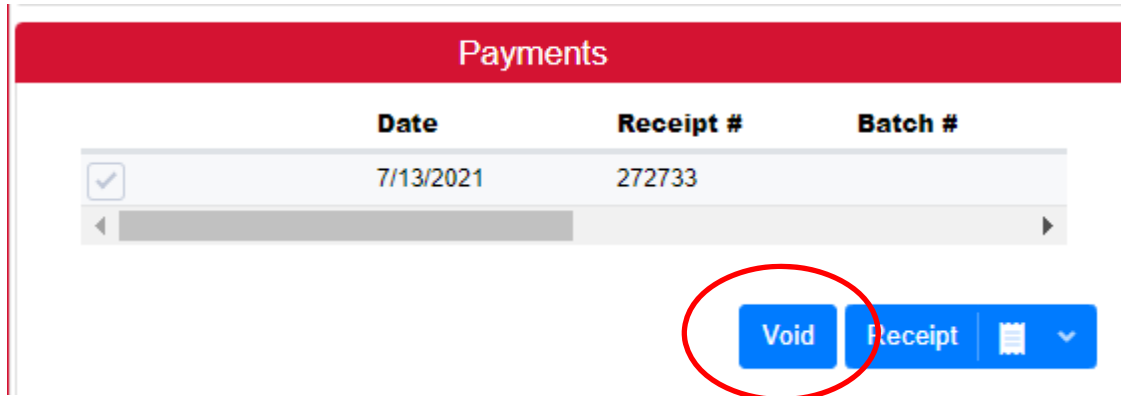 Payments
Date Receipt # Batch #
7/13/2021 272733
Void Receipt